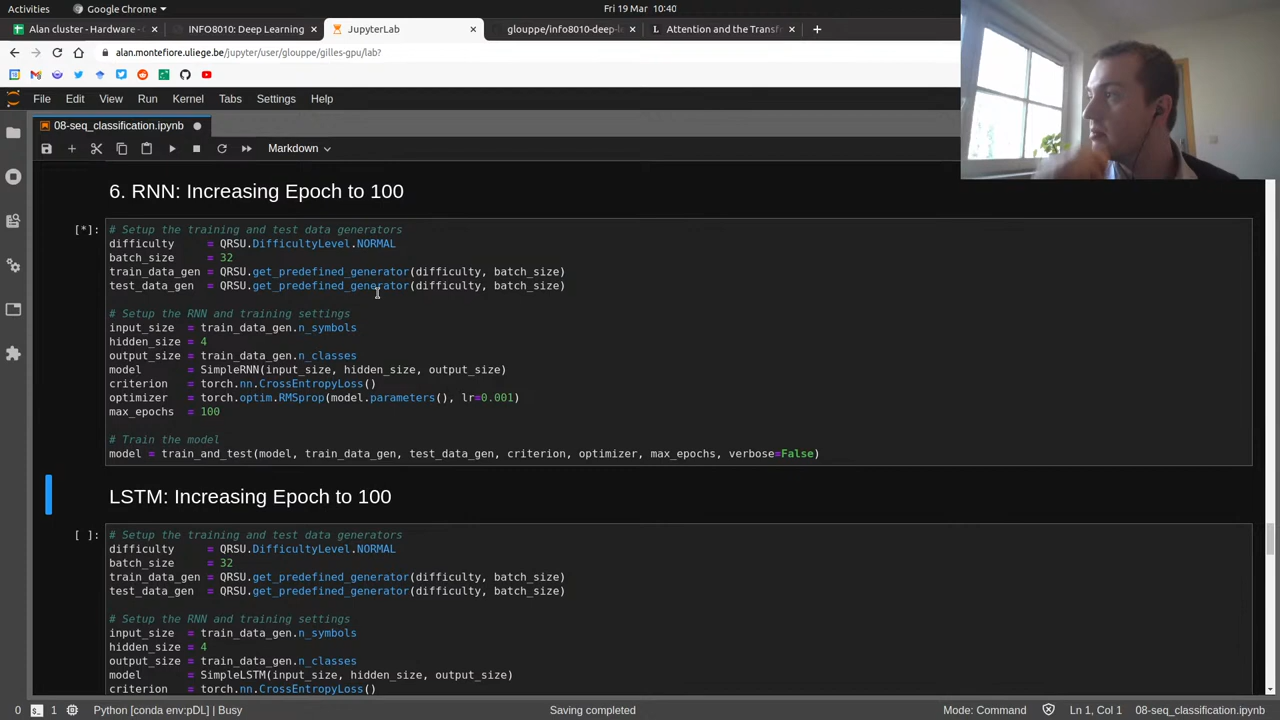 Activities Google Chrome Fri 19 Mar 10:40
Alan cluster - Hardware - INFO8010: Deep Learning JupyterLab glouppe/info8010-deep-l Attention and the Transf
alan.montefiore.uliege.be/jupyter/user/glouppe/gilles-gpu/lab?
File Edit View Run Kernel Tabs Settings Help
08-seq_classification.ipynb
Markdown
6. RNN: Increasing Epoch to 100
[*]: # Setup the training and test data generators
difficulty = QRSU.DifficultyLevel.NORMAL
batch_size = 32
train_data_gen = QRSU.get_predefined_generator(difficulty, batch_size)
test_data_gen = QRSU.get_predefined_generator(difficulty, batch_size)
# Setup the RNN and training settings
input_size = train_data_gen.n_symbols
hidden_size = 4
output_size = train_data_gen.n_classes
model = SimpleRNN(input_size, hidden_size, output_size)
criterion = torch.nn.CrossEntropyLoss()
optimizer = torch.optim.RMSprop(model.parameters(), lr=0.001)
max_epochs = 100
# Train the model
model = train_and_test(model, train_data_gen, test_data_gen, criterion, optimizer, max_epochs, verbose=False)
LSTM: Increasing Epoch to 100
[ ]: # Setup the training and test data generators
difficulty = QRSU.DifficultyLevel.NORMAL
batch_size = 32
train_data_gen = QRSU.get_predefined_generator(difficulty, batch_size)
test_data_gen = QRSU.get_predefined_generator(difficulty, batch_size)
# Setup the RNN and training settings
input_size = train_data_gen.n_symbols
hidden_size = 4
output_size = train_data_gen.n_classes
model = SimpleLSTM(input_size, hidden_size, output_size)
criterion = torch.nn.CrossEntropyLoss()
0 1 Python [conda env:pDL] | Busy Saving completed Mode: Command Ln 1, Col 1 08-seq_classification.ipynb